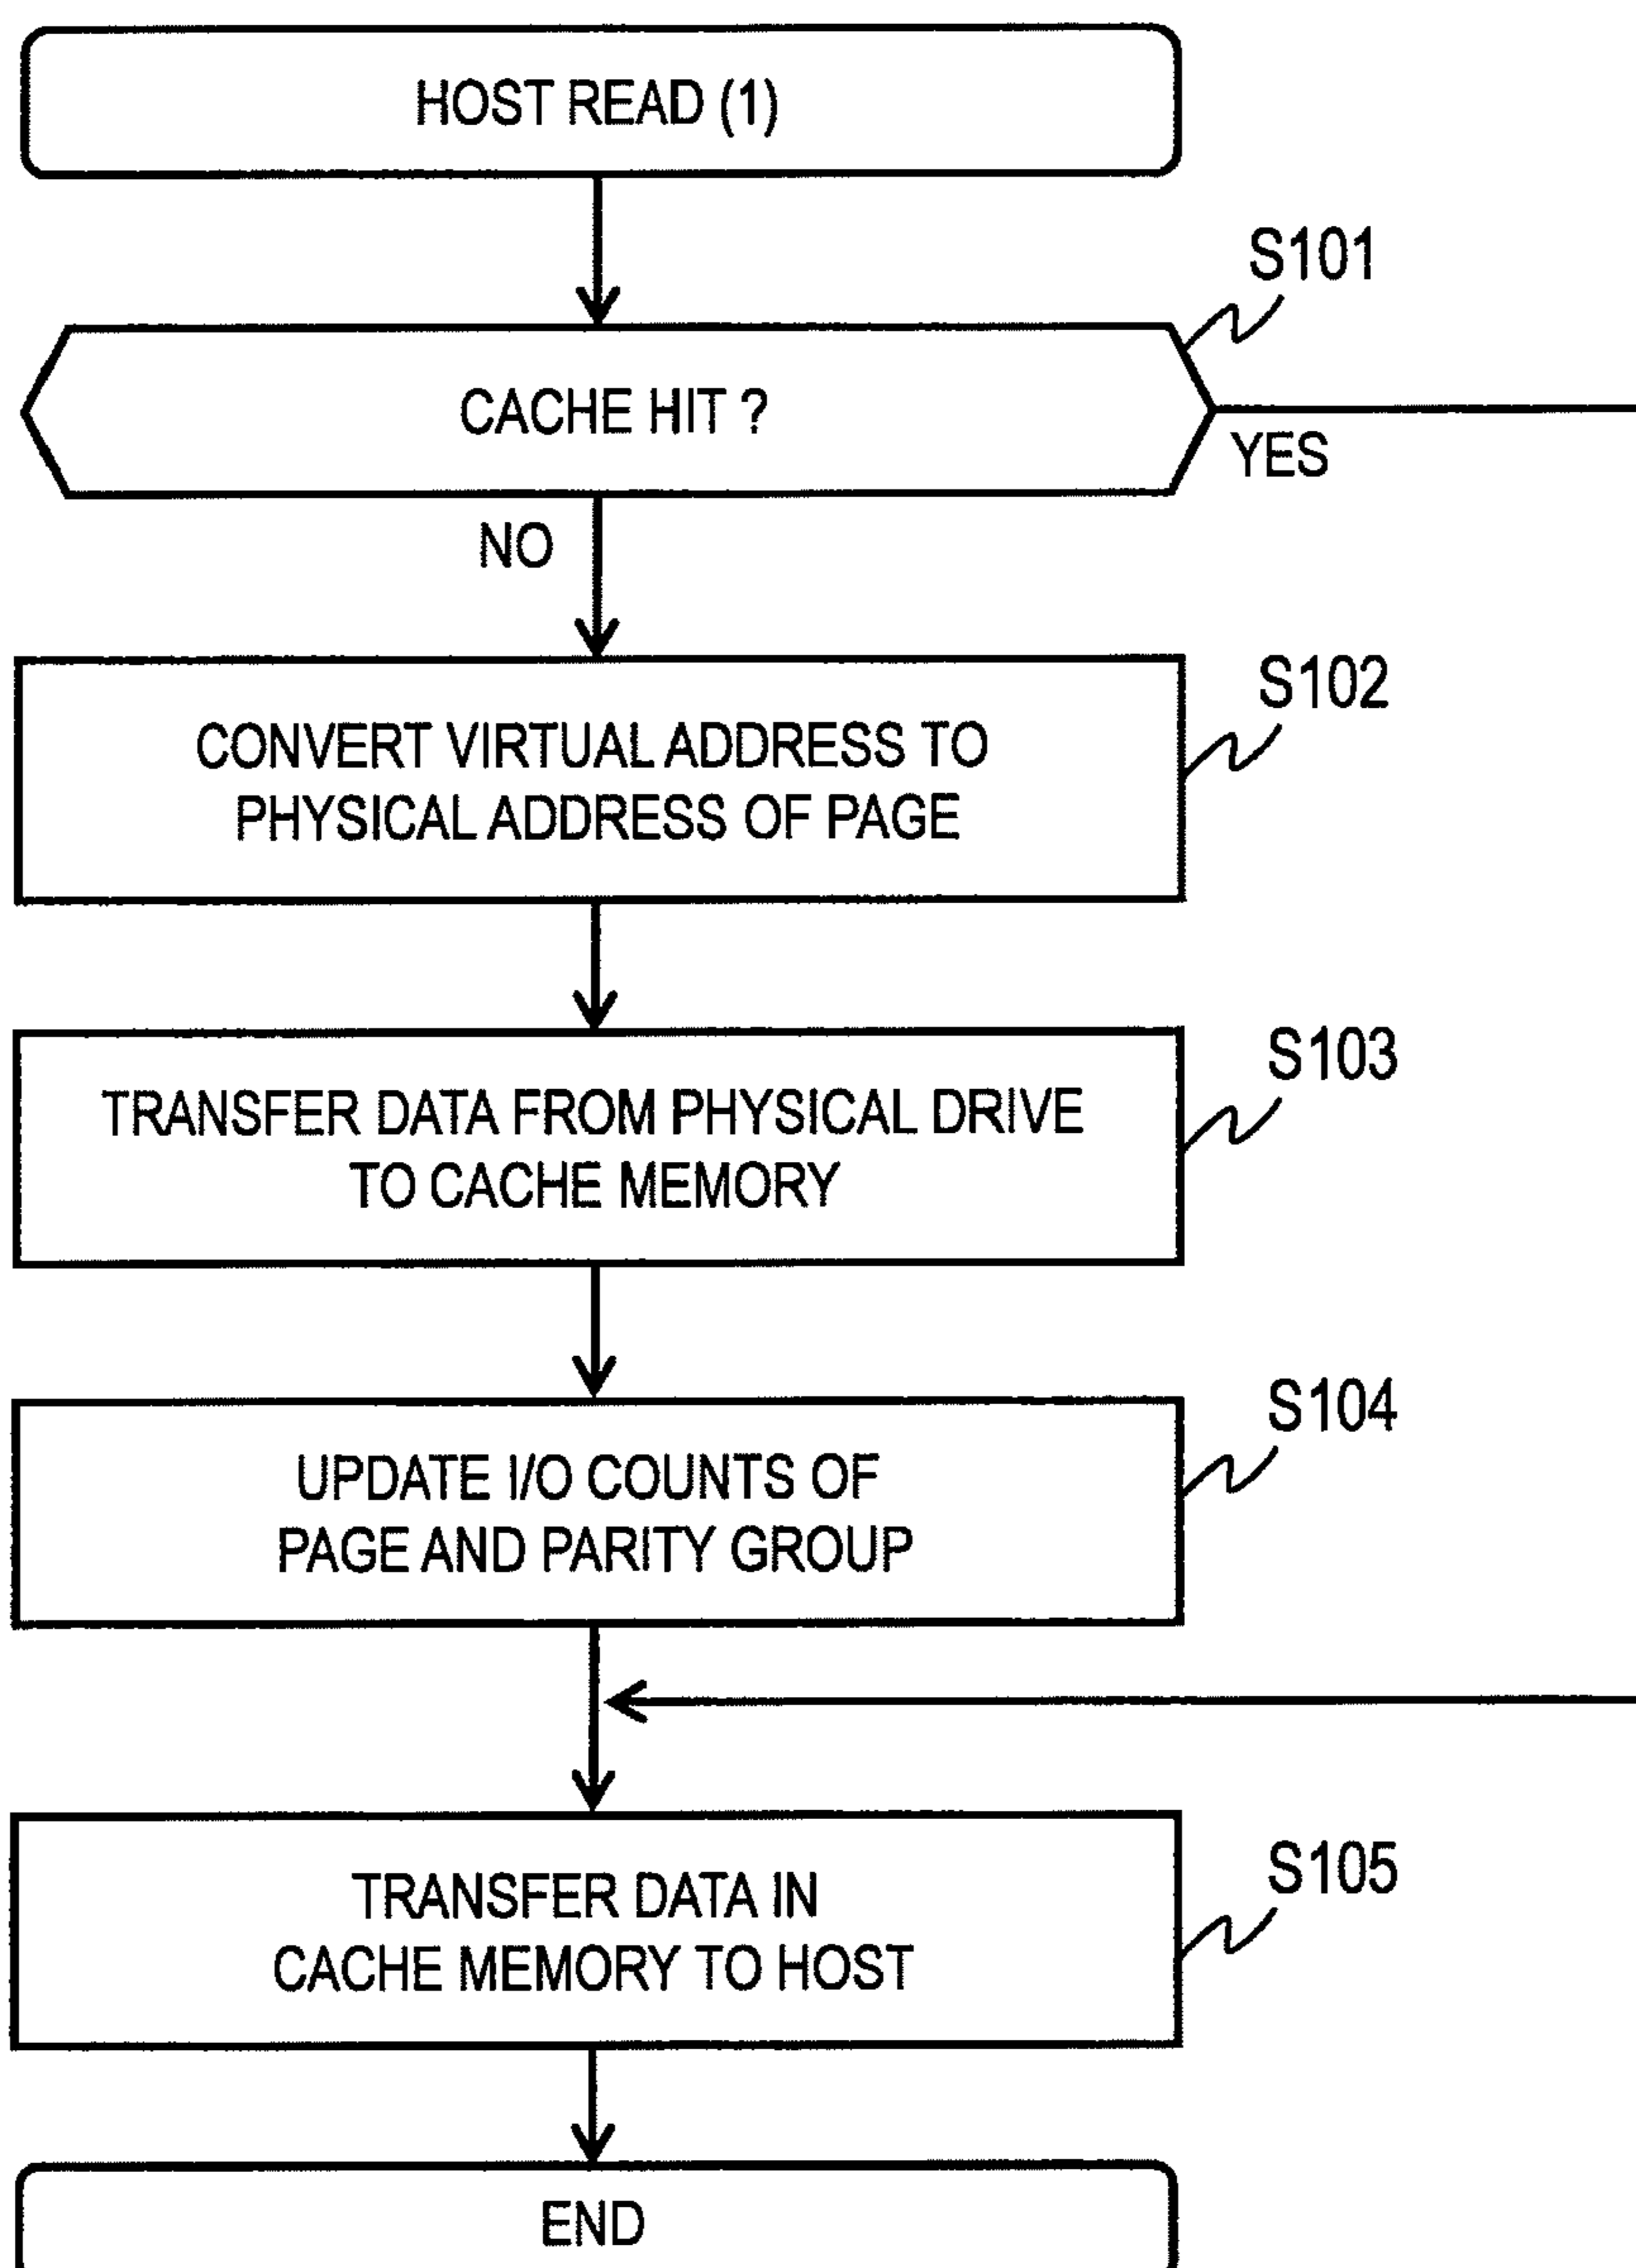 HOST READ (1)
S101
CACHE HIT ?
YES
NO
S102
CONVERT VIRTUAL ADDRESS TO
PHYSICAL ADDRESS OF PAGE
S103
TRANSFER DATA FROM PHYSICAL DRIVE
TO CACHE MEMORY
S104
UPDATE I/O COUNTS OF
PAGE AND PARITY GROUP
S105
TRANSFER DATA IN
CACHE MEMORY TO HOST
END